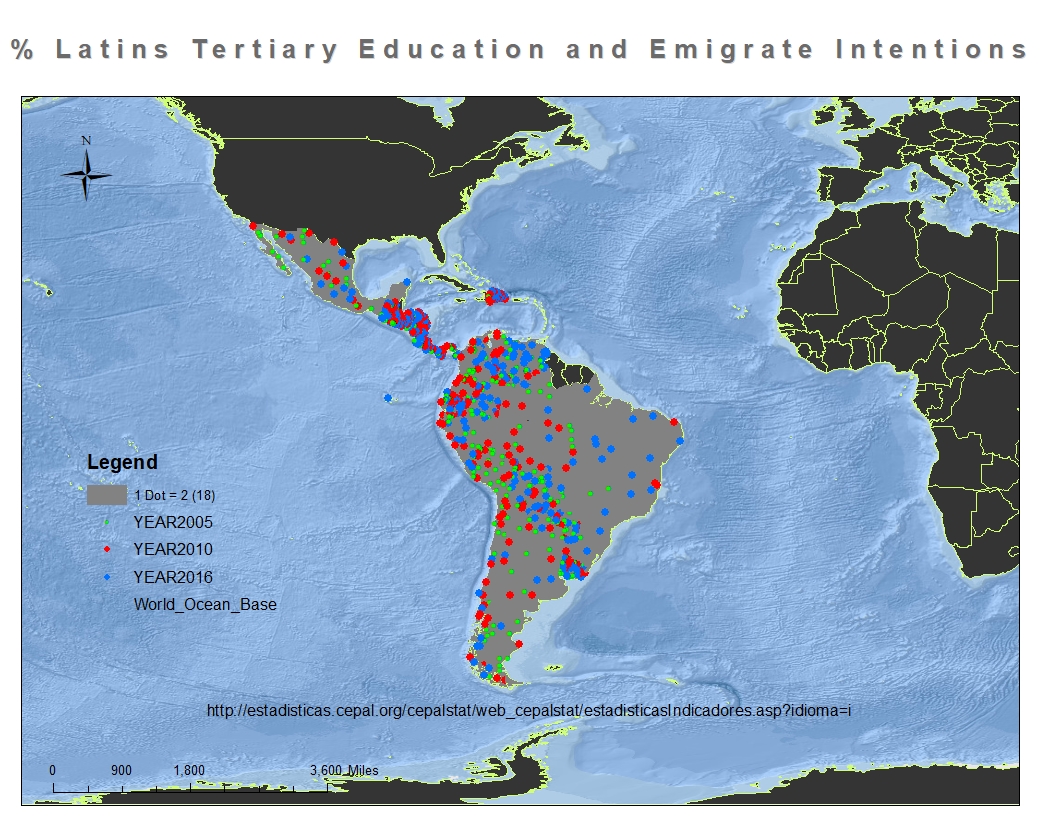 % Latins Tertiary Education and Emigrate Intentions
N
Legend
1 Dot = 2 (18)
YEAR2005
YEAR2010
YEAR2016
World_Ocean_Base
http://estadisticas.cepal.org/cepalstat/web_cepalstat/estadisticasIndicadores.asp?idioma=i
0 900 1,800 3,600 Miles